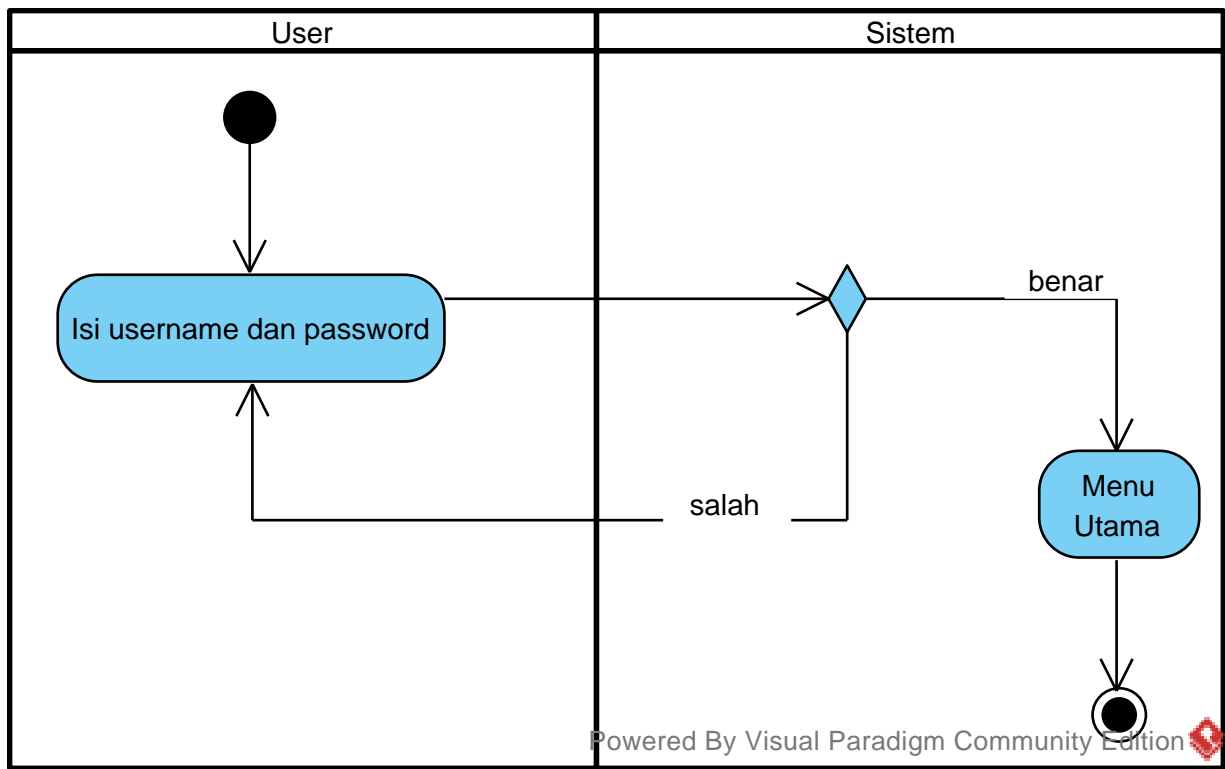 User
Sistem
benar
Isi username dan password
salah
Menu
Utama
Powered By Visual Paradigm Community Edition